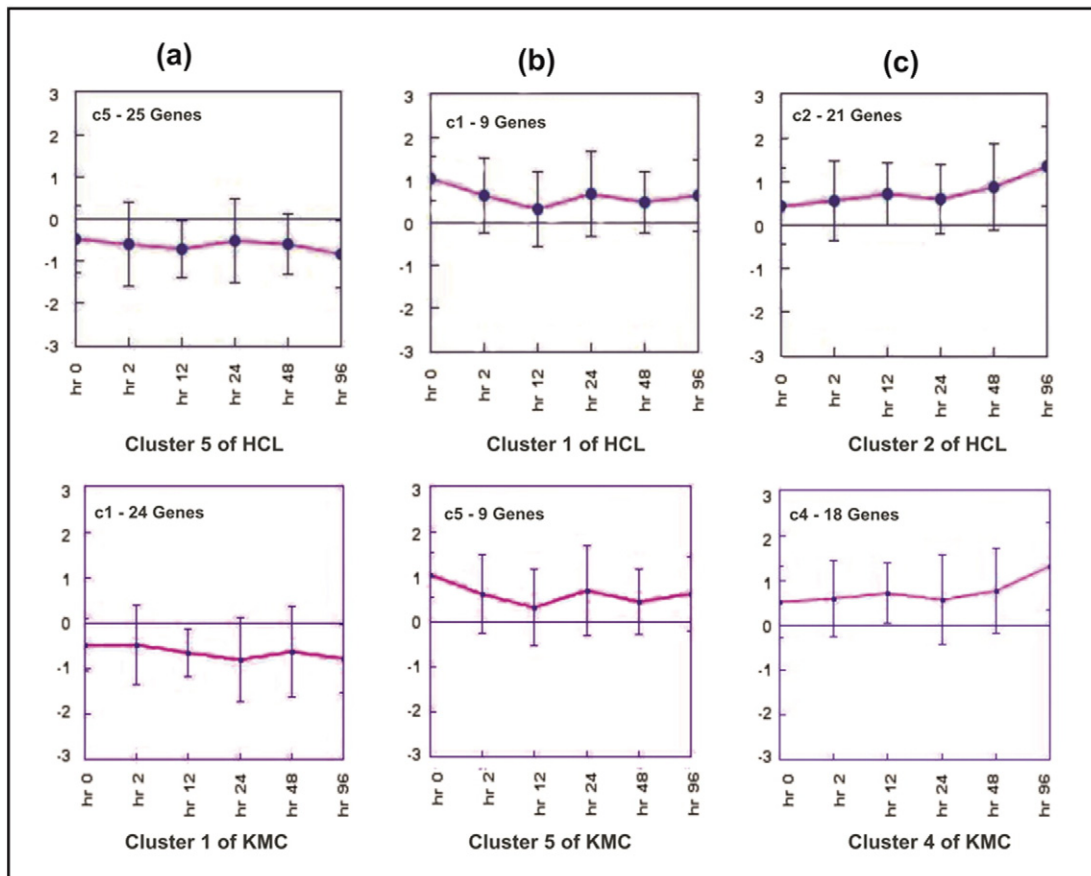 (a)
(b)
(c)
3
2
1
0
-1
-2
-3
c5 - 25 Genes
hr 0
hr 2
hr 12
hr 24
hr 48
hr 96
Cluster 5 of HCL
3
2
1
0
-1
-2
-3
c1 - 9 Genes
hr 0
hr 2
hr 12
hr 24
hr 48
hr 96
Cluster 1 of HCL
3
2
1
0
-1
-2
-3
c2 - 21 Genes
hr 0
hr 2
hr 12
hr 24
hr 48
hr 96
Cluster 2 of HCL
3
2
1
0
-1
-2
-3
c1 - 24 Genes
hr 0
hr 2
hr 12
hr 24
hr 48
hr 96
Cluster 1 of KMC
3
2
1
0
-1
-2
-3
c5 - 9 Genes
hr 0
hr 2
hr 12
hr 24
hr 48
hr 96
Cluster 5 of KMC
3
2
1
0
-1
-2
-3
c4 - 18 Genes
hr 0
hr 2
hr 12
hr 24
hr 48
hr 96
Cluster 4 of KMC